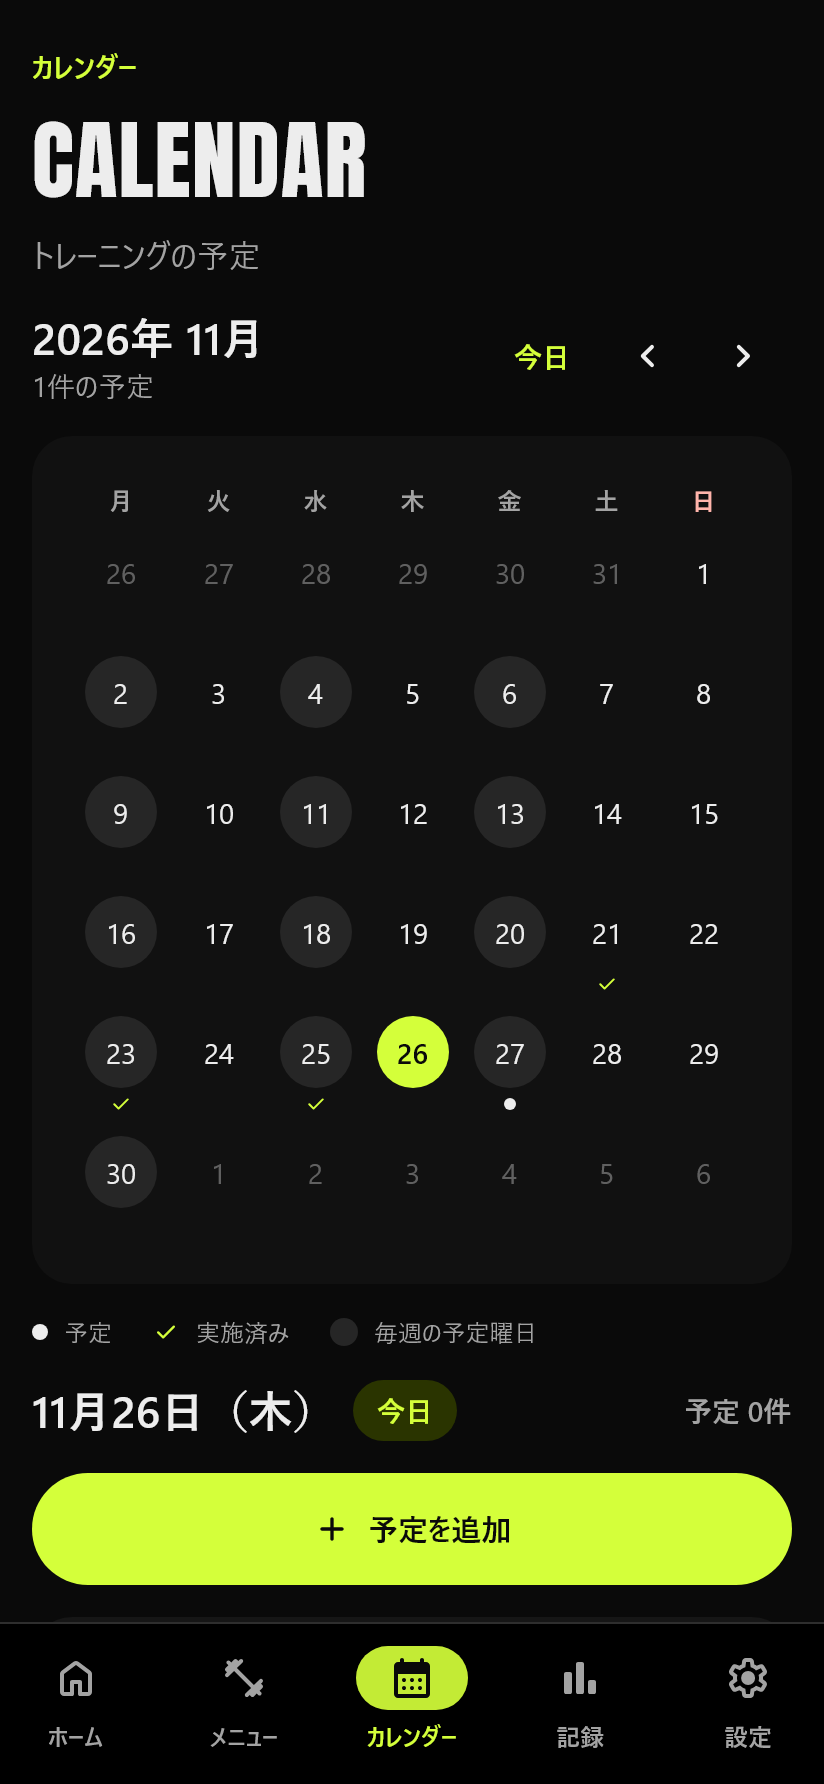 カレンダー
CALENDAR
トレーニングの予定
2026年 11月
1件の予定
今日
月 火 水 木 金 土 日
26 27 28 29 30 31 1
2 3 4 5 6 7 8
9 10 11 12 13 14 15
16 17 18 19 20 21 22
23 24 25 26 27 28 29
30 1 2 3 4 5 6
予定 実施済み 毎週の予定曜日
11月26日（木） 今日 予定 0件
予定を追加
ホーム メニュー カレンダー 記録 設定